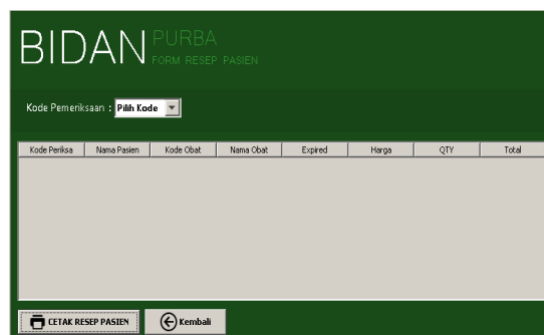 BIDAN PURBA
FORM RESEP PASIEN
Kode Pemeriksaan : Pilih Kode
Kode Periksa Nama Pasien Kode Obat Nama Obat Expired Harga QTY Total
CETAK RESEP PASIEN Kembali